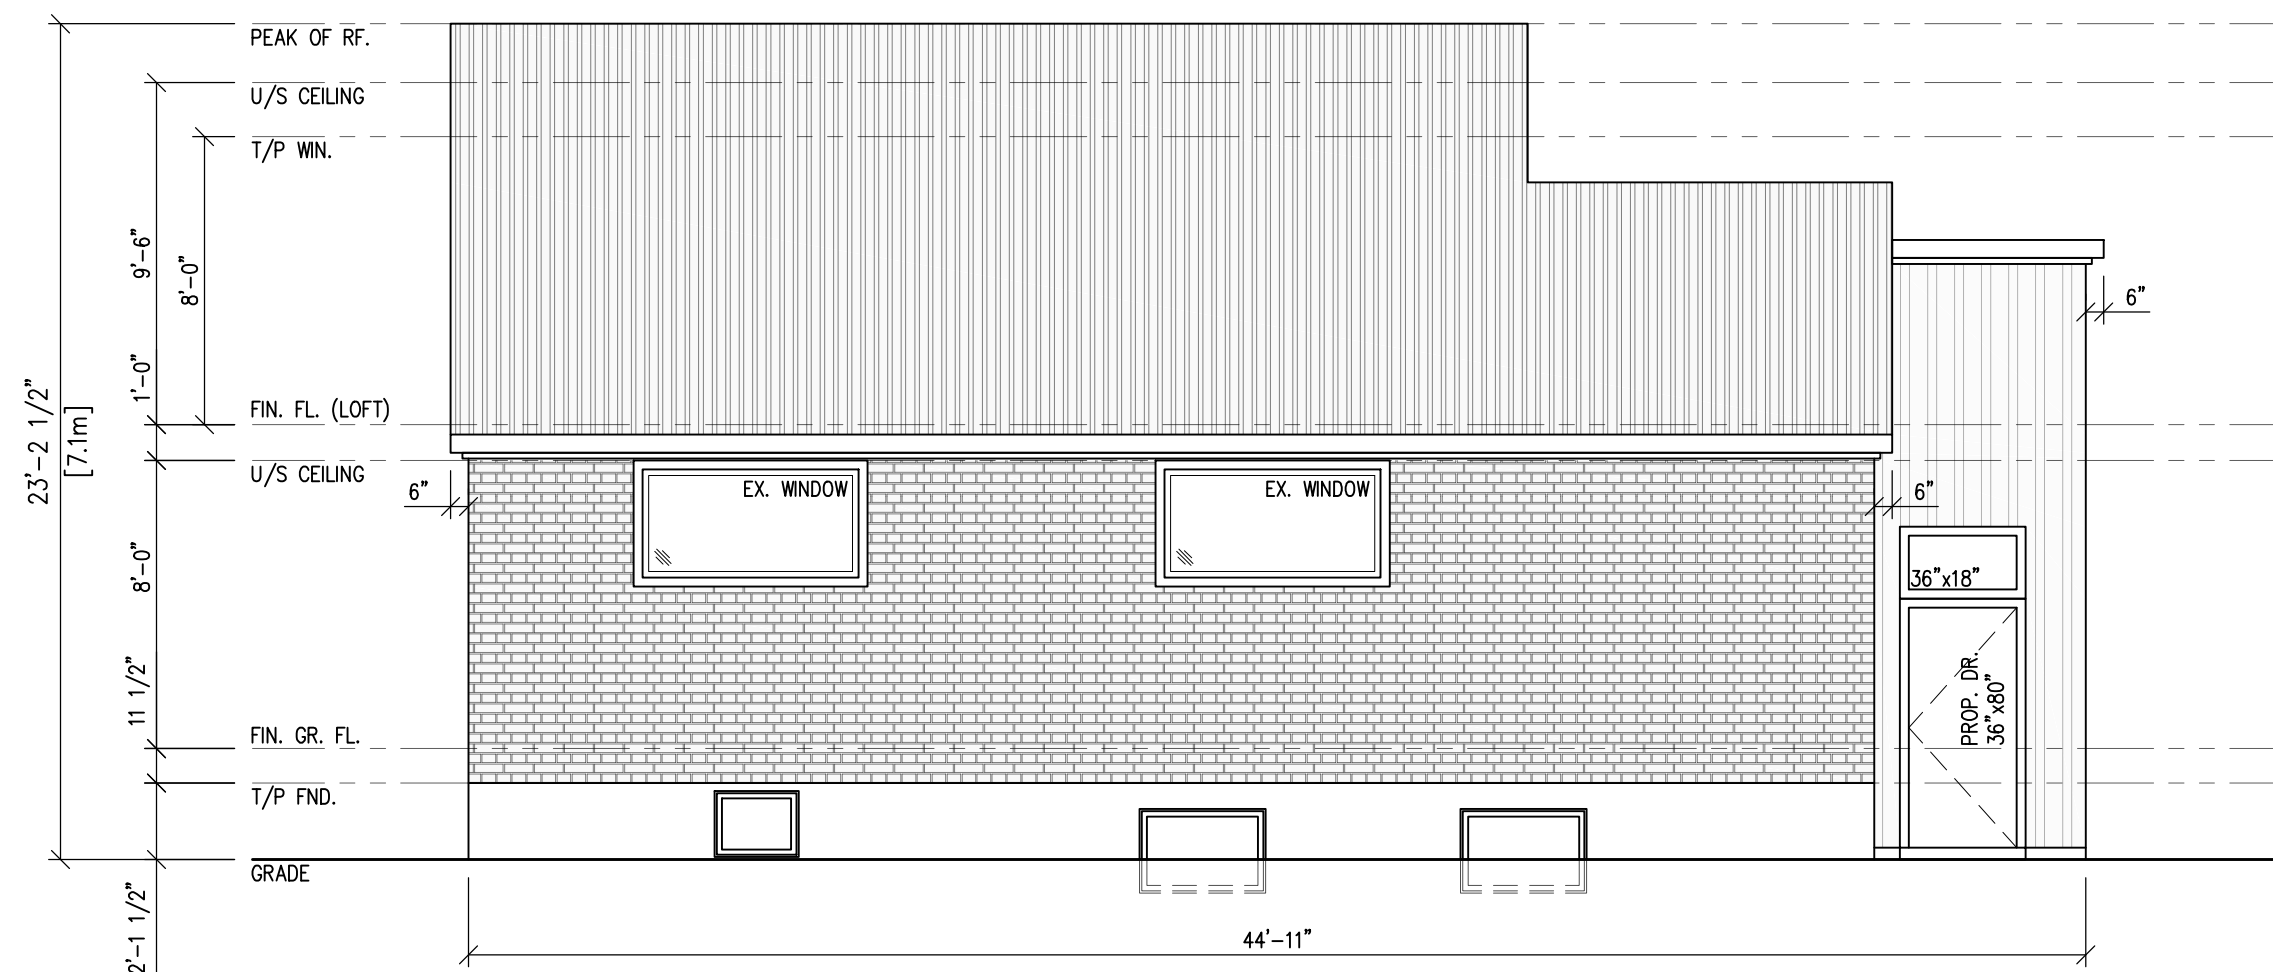 PEAK OF RF.
U/S CEILING
T/P WIN.
9'-6"
8'-0"
6"
1'-0"
23'-2 1/2"
[7.1m]
FIN. FL. (LOFT)
U/S CEILING
6"
EX. WINDOW
EX. WINDOW
6"
8'-0"
36"x18"
11 1/2"
PROP. DR.
36"x80"
FIN. GR. FL.
T/P FND.
GRADE
2'-1 1/2"
44'-11"